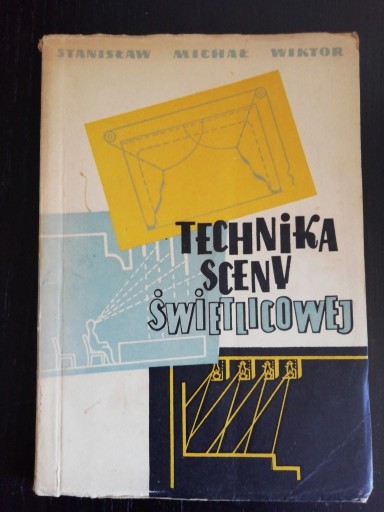 STANISŁAW MICHAŁ WIKTOR
TECHNIKA
SCENY
ŚWIETLICOWEJ